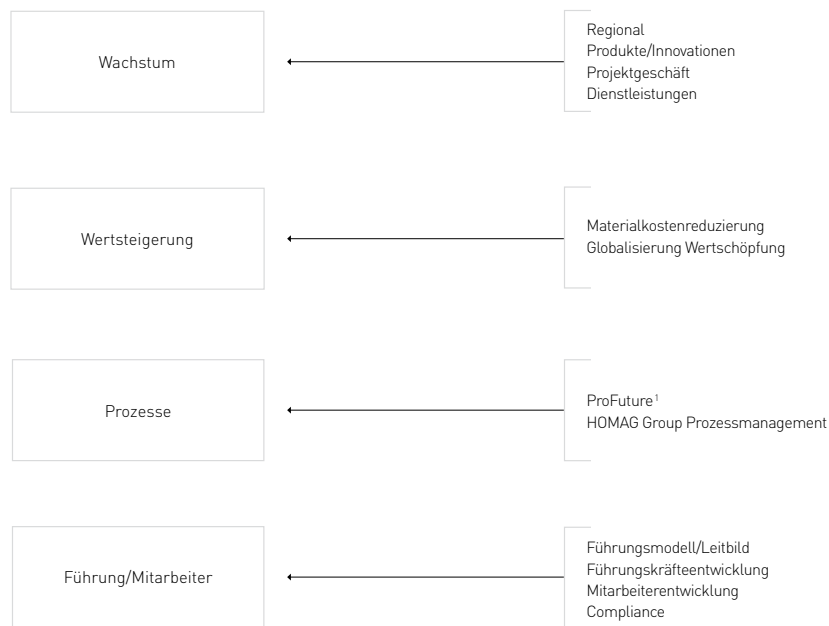 Wachstum
Regional
Produkte/Innovationen
Projektgeschäft
Dienstleistungen
Wertsteigerung
Materialkostenreduzierung
Globalisierung Wertschöpfung
Prozesse
ProFuture¹
HOMAG Group Prozessmanagement
Führung/Mitarbeiter
Führungsmodell/Leitbild
Führungskräfteentwicklung
Mitarbeiterentwicklung
Compliance